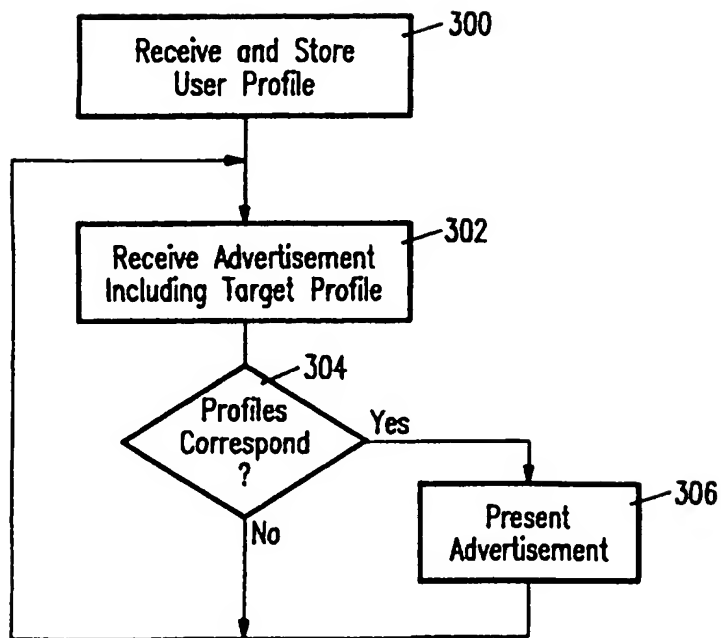 300
Receive and Store
User Profile
302
Receive Advertisement
Including Target Profile
304
Profiles
Correspond
?
Yes
No
306
Present
Advertisement